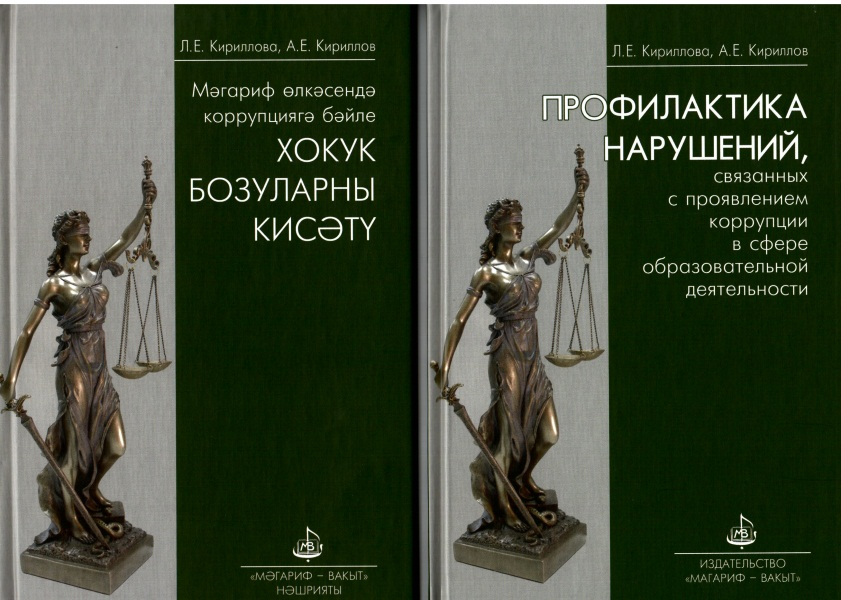 Л.Е. Кириллова, А.Е. Кириллов
Мәгариф өлкәсендә
коррупциягә бәйле
ХОКУК
БОЗУЛАРНЫ
КИСӘТҮ
МВ
«МӘГАРИФ – ВАКЫТ»
НӘШРИЯТЫ
Л.Е. Кириллова, А.Е. Кириллов
ПРОФИЛАКТИКА
НАРУШЕНИЙ,
связанных
с проявлением
коррупции
в сфере
образовательной
деятельности
МВ
ИЗДАТЕЛЬСТВО
«МАГАРИФ – ВАКЫТ»